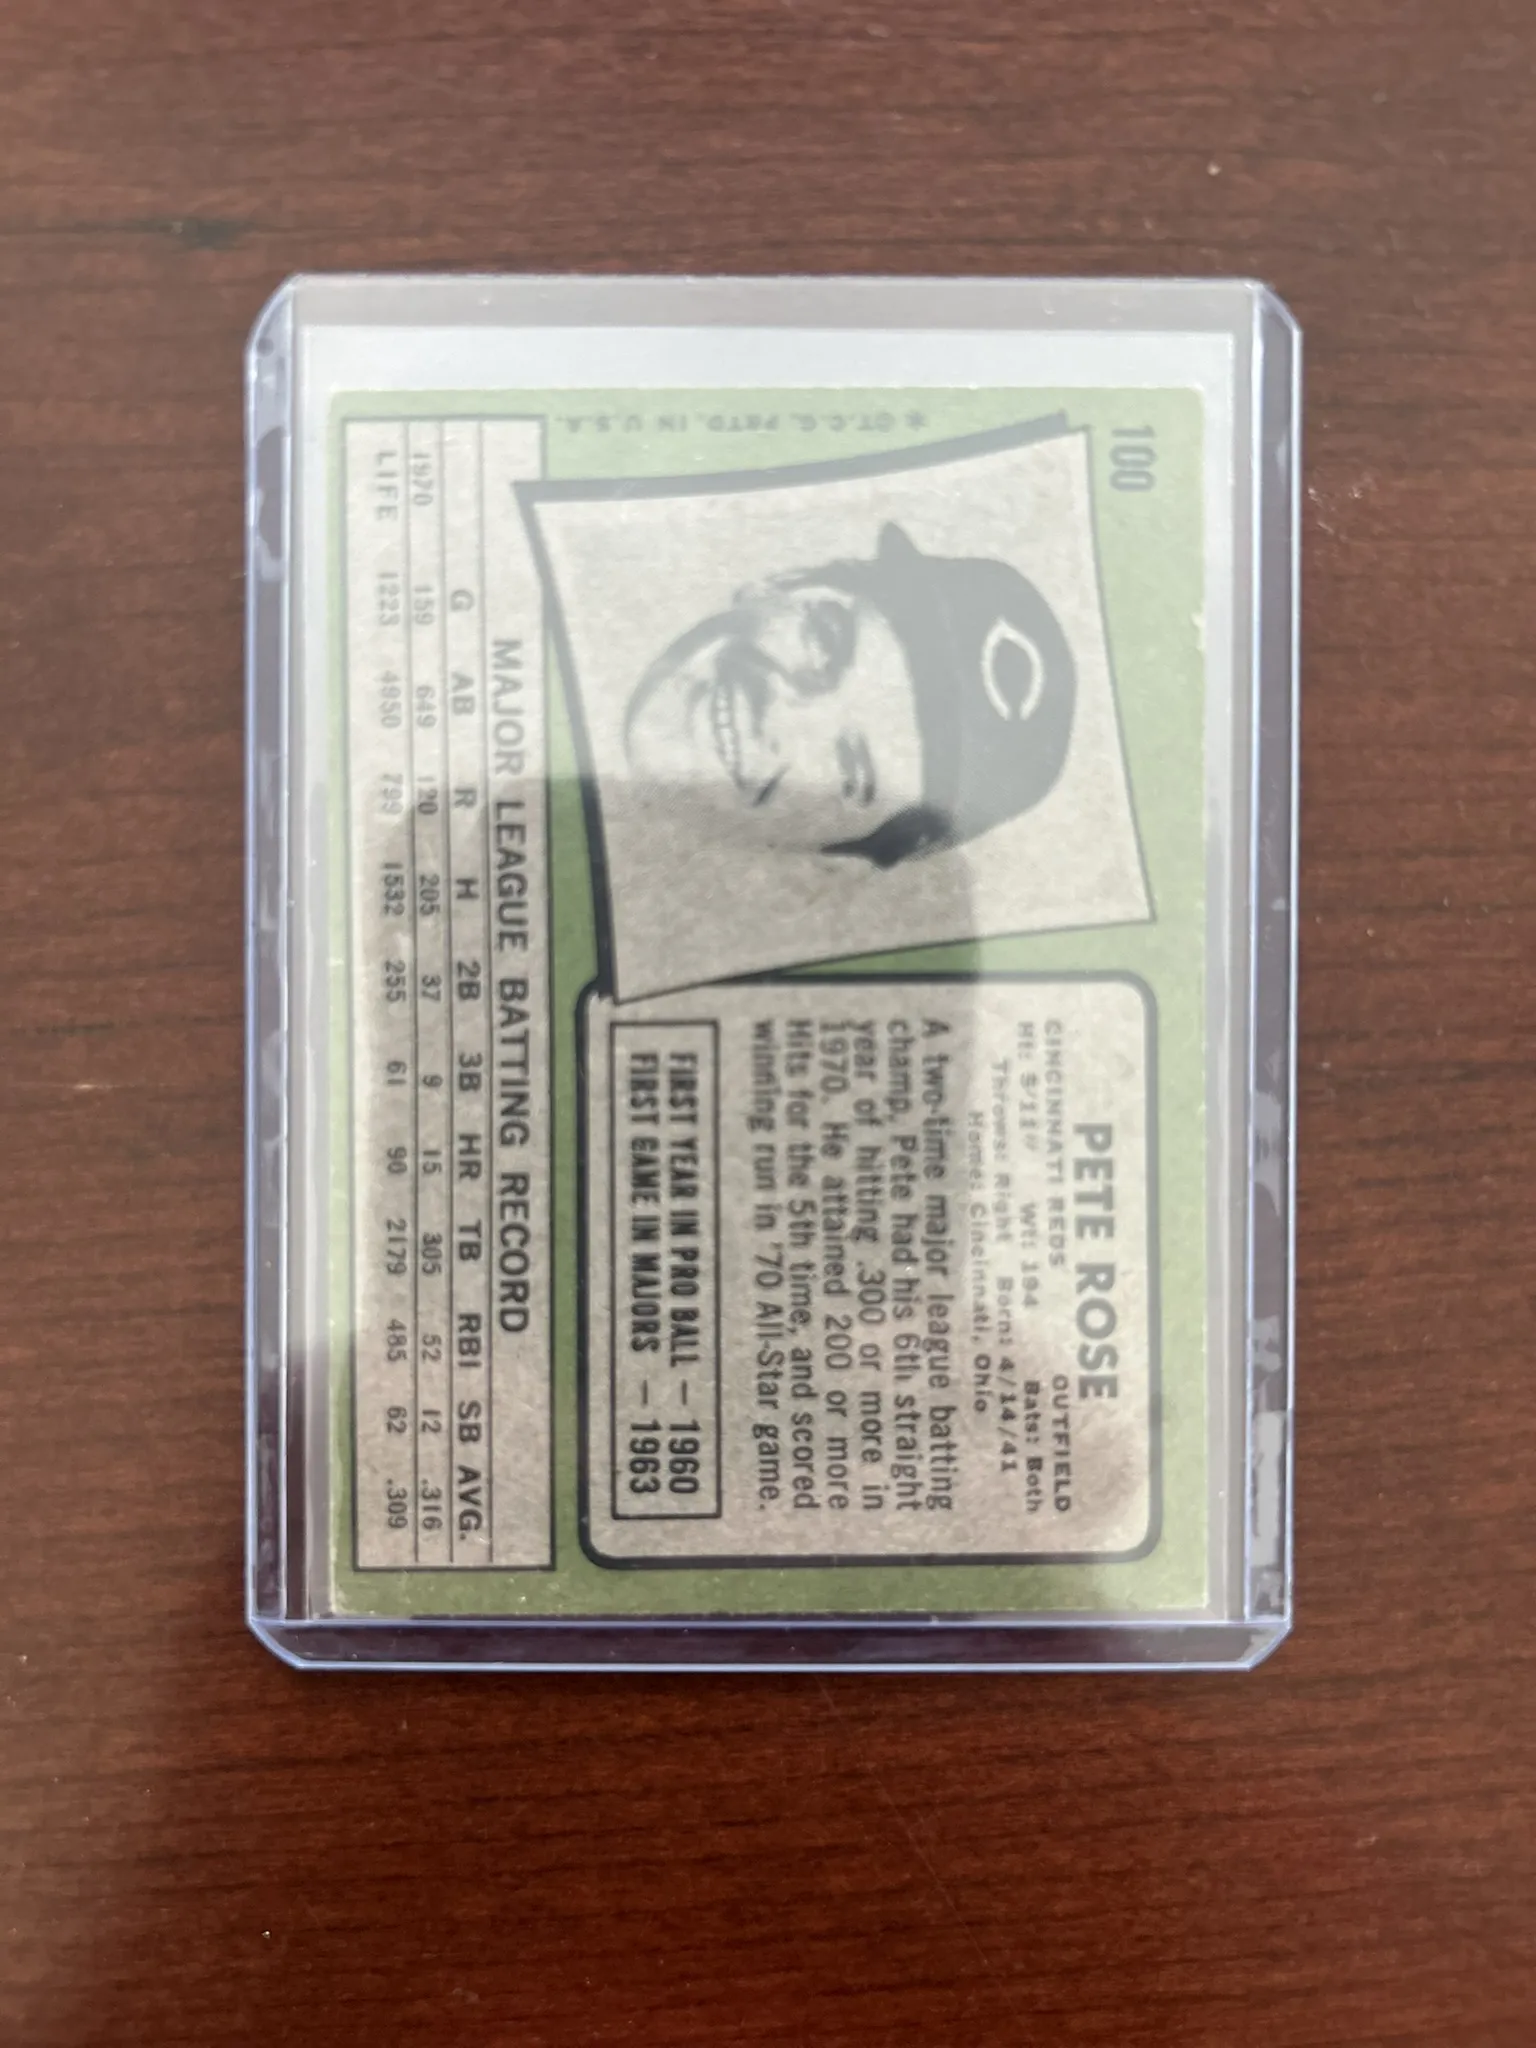 100
PETE ROSE
CINCINNATI REDS OUTFIELD
Ht: 5'11" Wt: 194 Bats: Both
Throws: Right Born: 4/14/41
Home: Cincinnati, Ohio
A two-time major league batting
champ, Pete had his 6th straight
year of hitting .300 or more in
1970. He attained 200 or more
Hits for the 5th time, and scored
winning run in '70 All-Star game.
FIRST YEAR IN PRO BALL — 1960
FIRST GAME IN MAJORS — 1963
C
*©T.C.G. PRTD. IN U.S.A.
MAJOR LEAGUE BATTING RECORD
G AB R H 2B 3B HR TB RBI SB AVG.
1970 159 649 120 205 37 9 15 305 52 12 .316
LIFE 1223 4950 799 1532 255 61 90 2179 485 62 .309